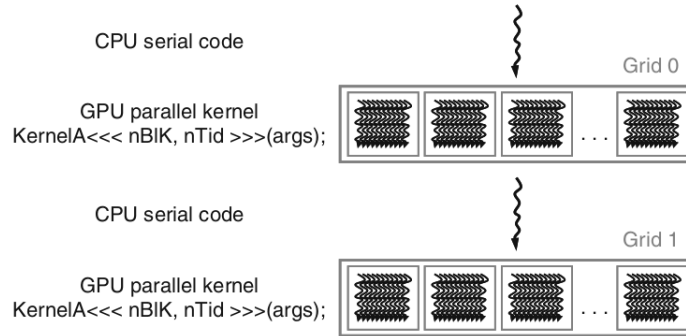 CPU serial code
Grid 0
GPU parallel kernel
KernelA<<< nBlK, nTid >>>(args);
. . .
CPU serial code
Grid 1
GPU parallel kernel
KernelA<<< nBlK, nTid >>>(args);
. . .